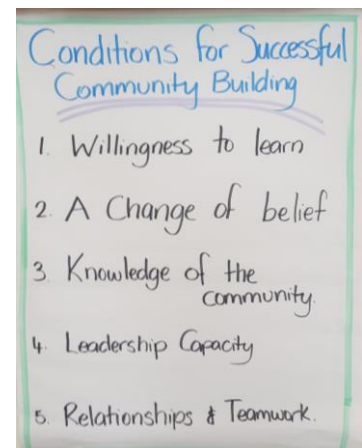 Conditions for Successful
Community Building
1. Willingness to learn
2. A Change of belief
3. Knowledge of the
community.
4. Leadership Capacity
5. Relationships & Teamwork.